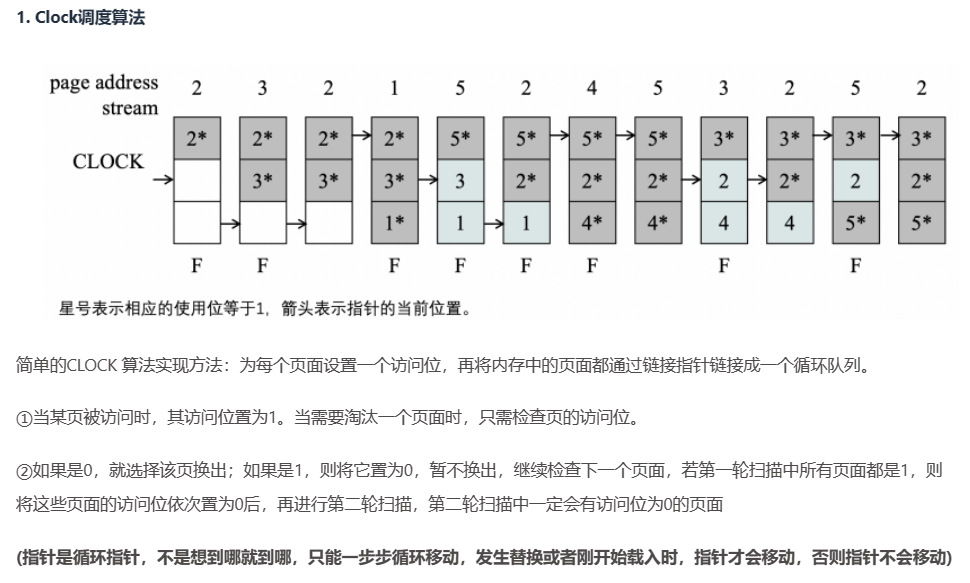 1. Clock调度算法
page address stream 2 3 2 1 5 2 4 5 3 2 5 2
CLOCK
2* 2* 2* 2* 5* 5* 5* 5* 3* 3* 3* 3*
3* 3* 3* 3 2* 2* 2* 2 2* 2 2*
1* 1 1 4* 4* 4 4 5* 5*
F F F F F F F F
星号表示相应的使用位等于1，箭头表示指针的当前位置。
简单的CLOCK 算法实现方法：为每个页面设置一个访问位，再将内存中的页面都通过链接指针链接成一个循环队列。
①当某页被访问时，其访问位置为1。当需要淘汰一个页面时，只需检查页的访问位。
②如果是0，就选择该页换出；如果是1，则将它置为0，暂不换出，继续检查下一个页面，若第一轮扫描中所有页面都是1，则
将这些页面的访问位依次置为0后，再进行第二轮扫描，第二轮扫描中一定会有访问位为0的页面
(指针是循环指针，不是想到哪就到哪，只能一步步循环移动，发生替换或者刚开始载入时，指针才会移动，否则指针不会移动)